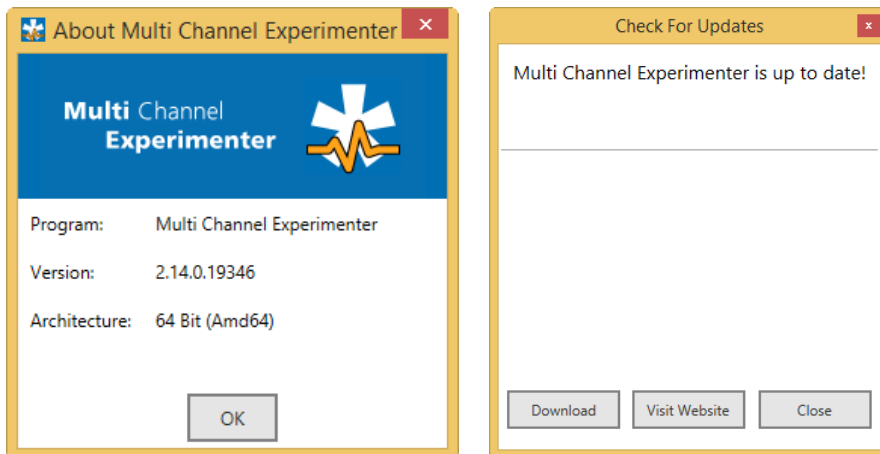 About Multi Channel Experimenter
Multi Channel
Experimenter
Program: Multi Channel Experimenter
Version: 2.14.0.19346
Architecture: 64 Bit (Amd64)
OK
Check For Updates
Multi Channel Experimenter is up to date!
Download Visit Website Close